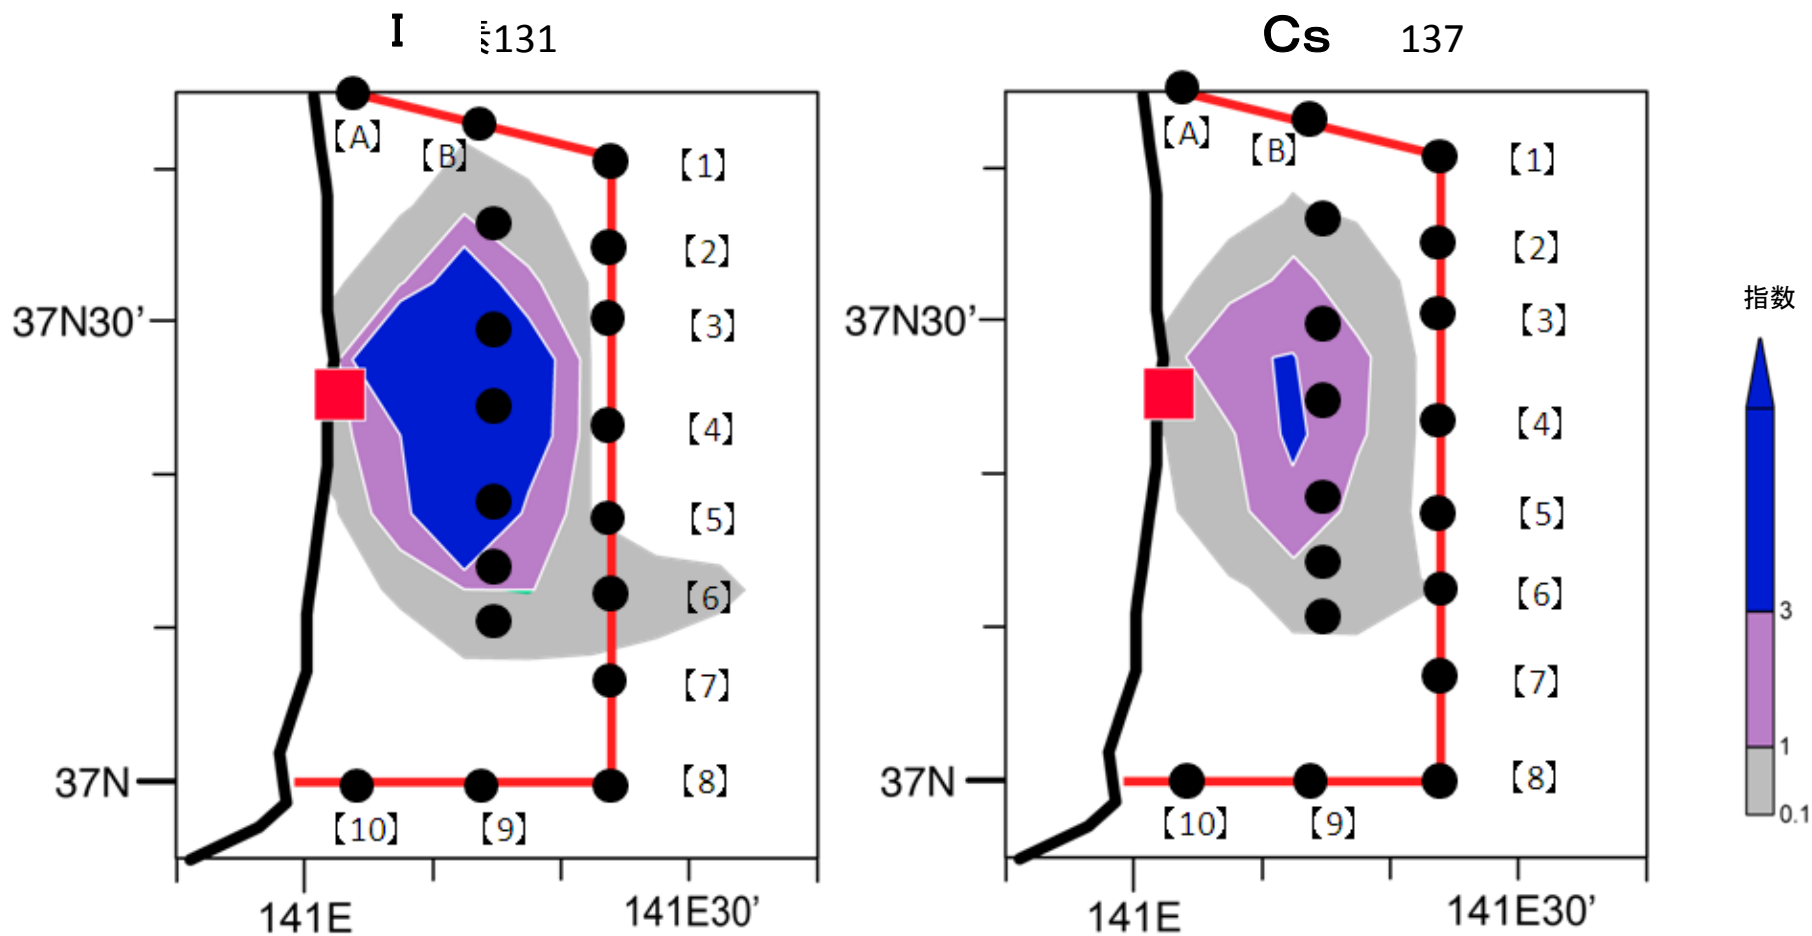 I 131
【A】
【B】
【1】
【2】
37N30’
【3】
【4】
【5】
【6】
【7】
37N
【8】
【10】
【9】
141E
141E30’
Cs 137
【A】
【B】
【1】
【2】
37N30’
【3】
【4】
【5】
【6】
【7】
37N
【8】
【10】
【9】
141E
141E30’
指数
3
1
0.1